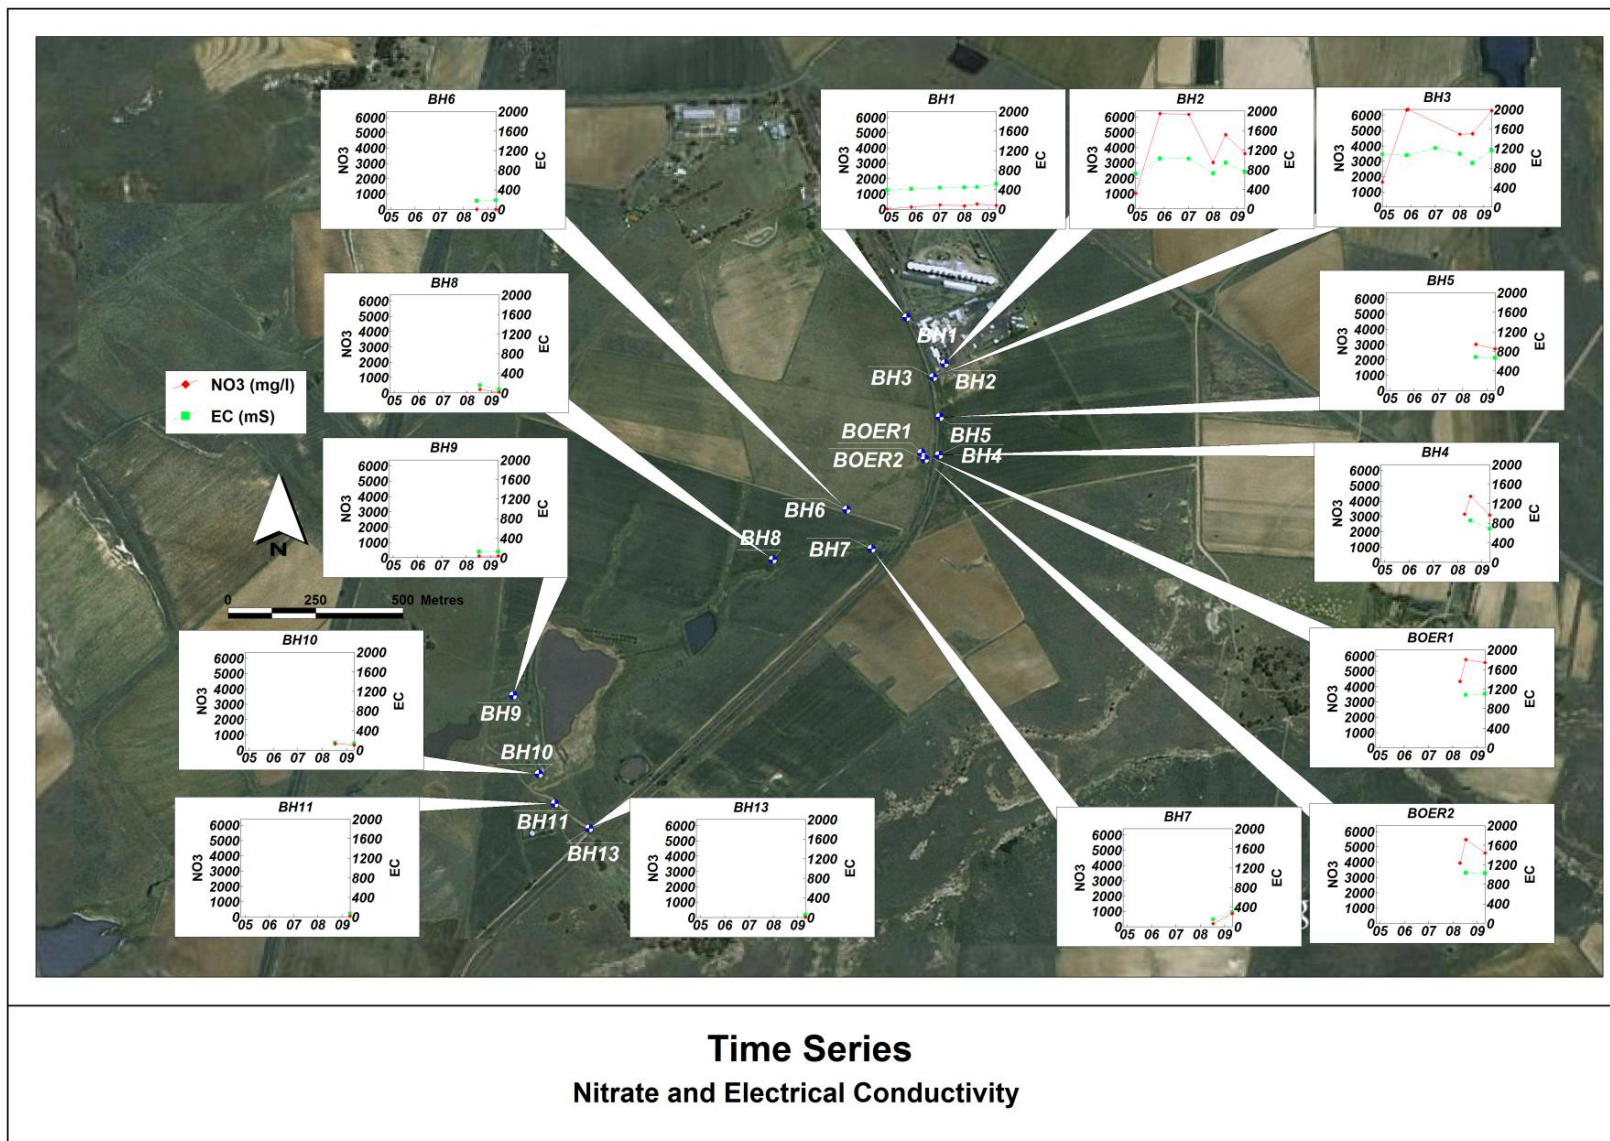 BH6
NO3
6000
5000
4000
3000
2000
1000
0
2000
1600
1200
800
400
0
EC
05 06 07 08 09
BH1
NO3
6000
5000
4000
3000
2000
1000
0
2000
1600
1200
800
400
0
EC
05 06 07 08 09
BH2
NO3
6000
5000
4000
3000
2000
1000
0
2000
1600
1200
800
400
0
EC
05 06 07 08 09
BH3
NO3
6000
5000
4000
3000
2000
1000
0
2000
1600
1200
800
400
0
EC
05 06 07 08 09
BH8
NO3
6000
5000
4000
3000
2000
1000
0
2000
1600
1200
800
400
0
EC
05 06 07 08 09
BH5
NO3
6000
5000
4000
3000
2000
1000
0
2000
1600
1200
800
400
0
EC
05 06 07 08 09
NO3 (mg/l)
EC (mS)
BH1
BH3
BH2
BOER1
BH5
BOER2
BH4
BH6
BH8
BH7
BH9
NO3
6000
5000
4000
3000
2000
1000
0
2000
1600
1200
800
400
0
EC
05 06 07 08 09
BH4
NO3
6000
5000
4000
3000
2000
1000
0
2000
1600
1200
800
400
0
EC
05 06 07 08 09
N
0 250 500 Metres
BH10
NO3
6000
5000
4000
3000
2000
1000
0
2000
1600
1200
800
400
0
EC
05 06 07 08 09
BOER1
NO3
6000
5000
4000
3000
2000
1000
0
2000
1600
1200
800
400
0
EC
05 06 07 08 09
BH9
BH10
BH11
BH13
BH11
NO3
6000
5000
4000
3000
2000
1000
0
2000
1600
1200
800
400
0
EC
05 06 07 08 09
BH13
NO3
6000
5000
4000
3000
2000
1000
0
2000
1600
1200
800
400
0
EC
05 06 07 08 09
BH7
NO3
6000
5000
4000
3000
2000
1000
0
2000
1600
1200
800
400
0
EC
05 06 07 08 09
BOER2
NO3
6000
5000
4000
3000
2000
1000
0
2000
1600
1200
800
400
0
EC
05 06 07 08 09
Time Series
Nitrate and Electrical Conductivity